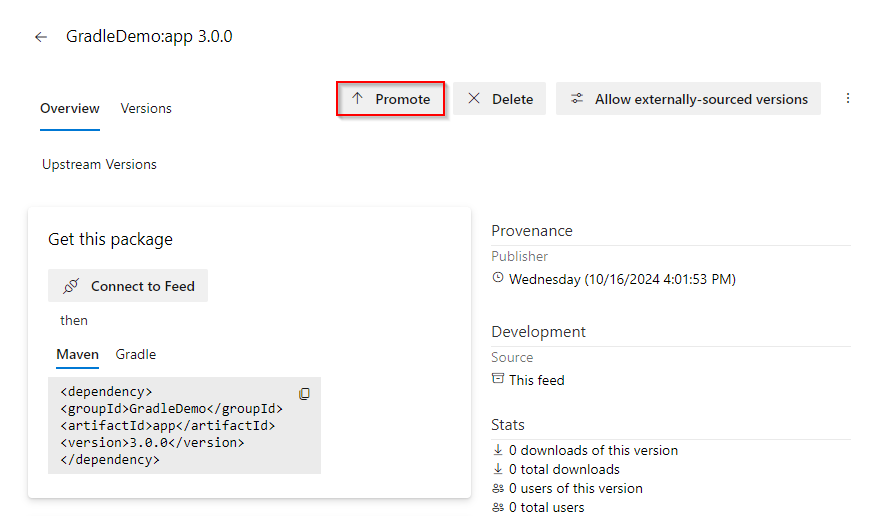 GradleDemo:app 3.0.0
Overview Versions
Promote Delete Allow externally-sourced versions
Upstream Versions
Get this package
Connect to Feed
then
Maven Gradle
<dependency>
<groupId>GradleDemo</groupId>
<artifactId>app</artifactId>
<version>3.0.0</version>
</dependency>
Provenance
Publisher
Wednesday (10/16/2024 4:01:53 PM)
Development
Source
This feed
Stats
0 downloads of this version
0 total downloads
0 users of this version
0 total users